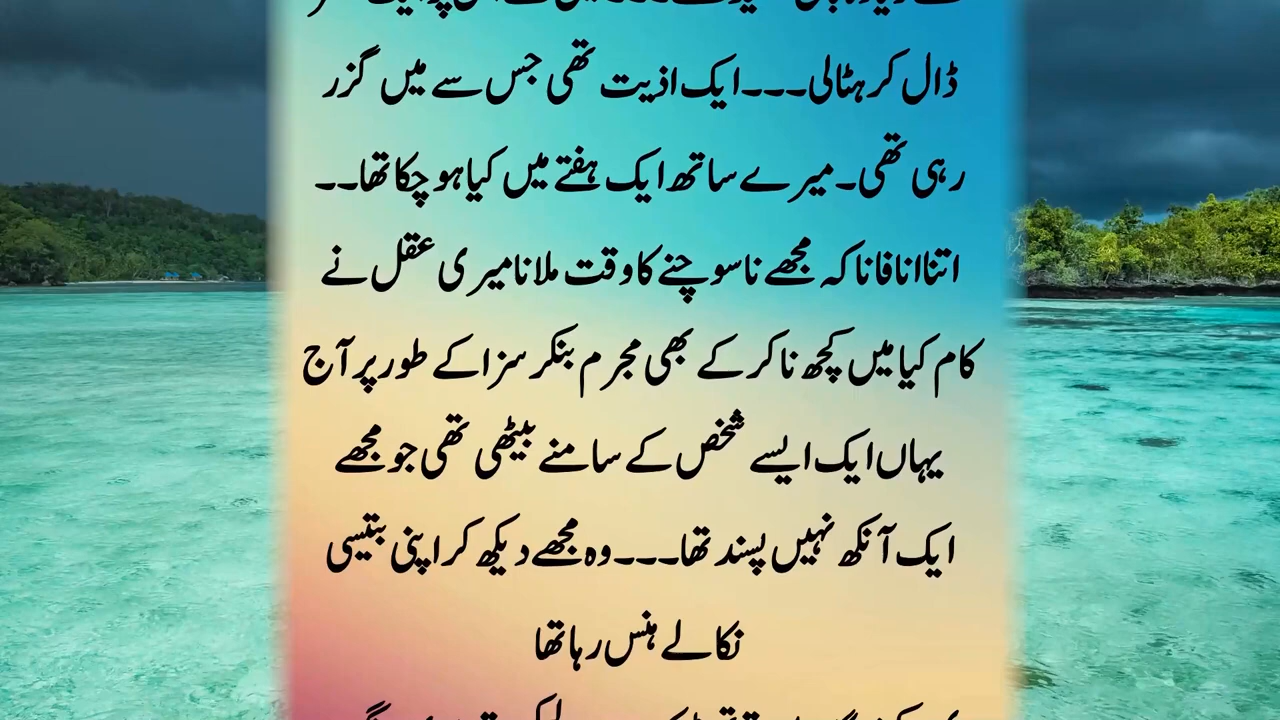 ڈال کر ہٹالی۔۔۔ایک اذیت تھی جس سے میں گزر
رہی تھی۔میرے ساتھ ایک ہفتے میں کیا ہو چکا تھا۔۔
اتنا انا فانا کہ مجھے نا سوچنے کا وقت ملا نا میری عقل نے
کام کیا میں کچھ نا کر کے بھی مجرم بنکر سزا کے طور پر آج
یہاں ایک ایسے شخص کے سامنے بیٹھی تھی جو مجھے
ایک آنکھ نہیں پسند تھا۔۔۔وہ مجھے دیکھ کر اپنی بتیسی
نکالے ہنس رہا تھا